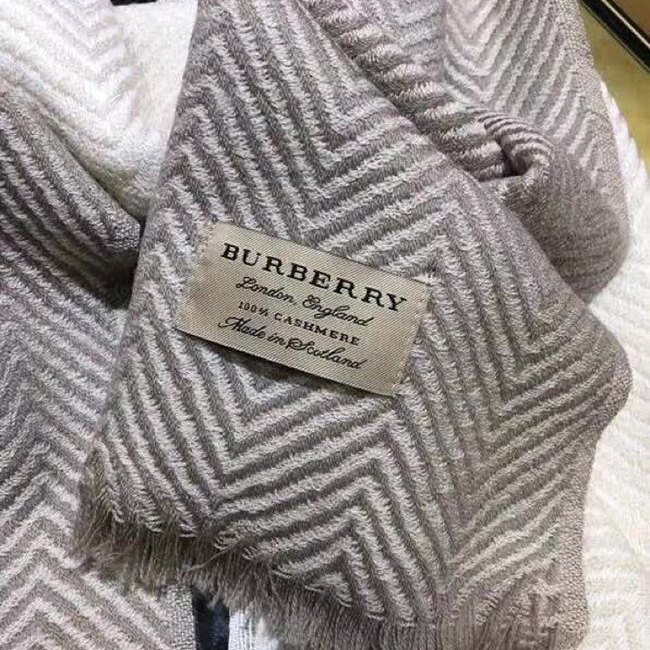 BURBERRY
London, England
100% CASHMERE
Made in Scotland